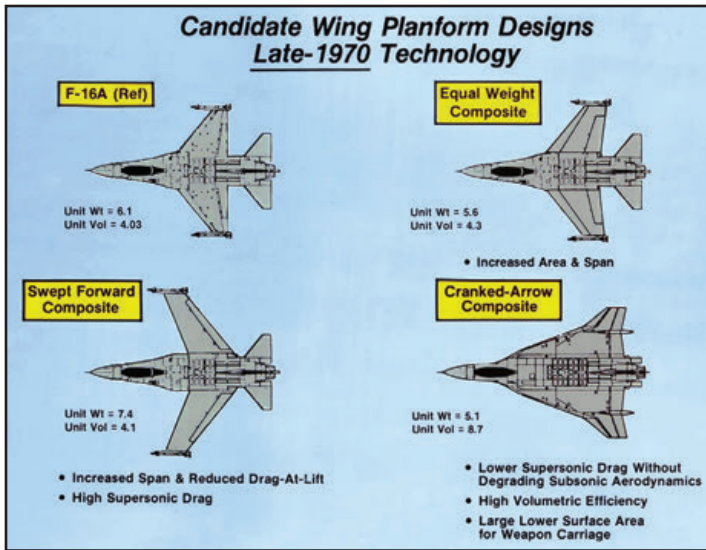 Candidate Wing Planform Designs
Late-1970 Technology
F-16A (Ref)
Unit Wt = 6.1
Unit Vol = 4.03
Equal Weight
Composite
Unit Wt = 5.6
Unit Vol = 4.3
• Increased Area & Span
Swept Forward
Composite
Unit Wt = 7.4
Unit Vol = 4.1
• Increased Span & Reduced Drag-At-Lift
• High Supersonic Drag
Cranked-Arrow
Composite
Unit Wt = 5.1
Unit Vol = 8.7
• Lower Supersonic Drag Without
Degrading Subsonic Aerodynamics
• High Volumetric Efficiency
• Large Lower Surface Area
for Weapon Carriage